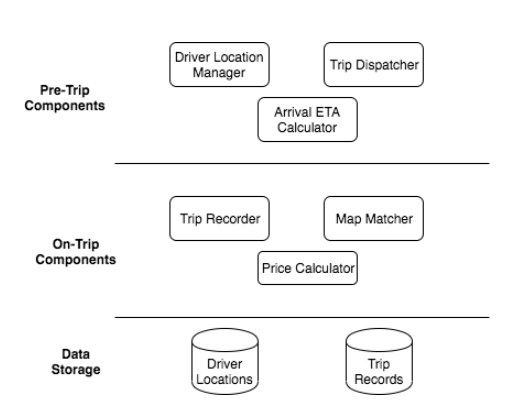 Driver Location
Manager
Trip Dispatcher
Pre-Trip
Components
Arrival ETA
Calculator
Trip Recorder
Map Matcher
On-Trip
Components
Price Calculator
Data
Storage
Driver
Locations
Trip
Records